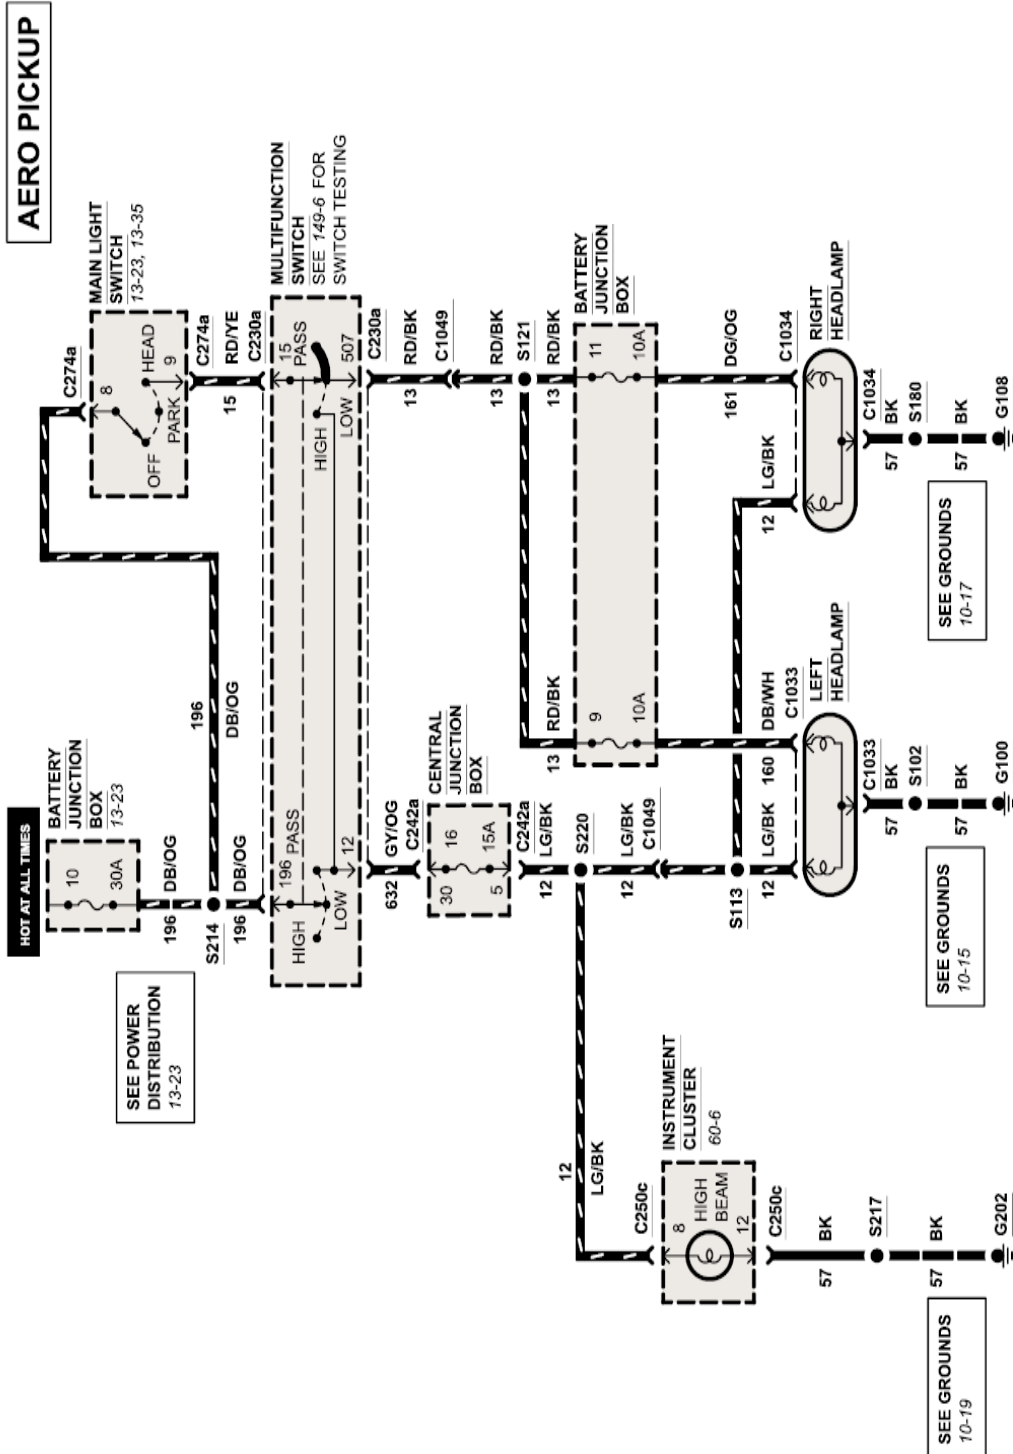 AERO PICKUP
HOT AT ALL TIMES
BATTERY
JUNCTION
BOX
13-23
10
30A
196
DB/OG
S214
196
DB/OG
SEE POWER
DISTRIBUTION
13-23
196
DB/OG
C274a
MAIN LIGHT
SWITCH
13-23, 13-35
8
OFF
PARK
HEAD
9
C274a
15
RD/YE
C230a
MULTIFUNCTION
SWITCH
SEE 149-6 FOR
SWITCH TESTING
196
PASS
HIGH
LOW
12
15
PASS
HIGH
LOW
507
632
GY/OG
C242a
C230a
CENTRAL
JUNCTION
BOX
30
16
5
15A
C242a
12
LG/BK
S220
12
LG/BK
C1049
13
RD/BK
C1049
13
RD/BK
S121
13
RD/BK
13
RD/BK
BATTERY
JUNCTION
BOX
9
10A
11
10A
12
LG/BK
S113
12
LG/BK
160
DB/WH
C1033
12
LG/BK
161
DG/OG
C1034
LEFT
HEADLAMP
RIGHT
HEADLAMP
C1033
57
BK
S102
57
BK
G100
SEE GROUNDS
10-15
C1034
57
BK
S180
57
BK
G108
SEE GROUNDS
10-17
C250c
INSTRUMENT
CLUSTER
60-6
8
HIGH
BEAM
12
C250c
57
BK
S217
57
BK
G202
SEE GROUNDS
10-19